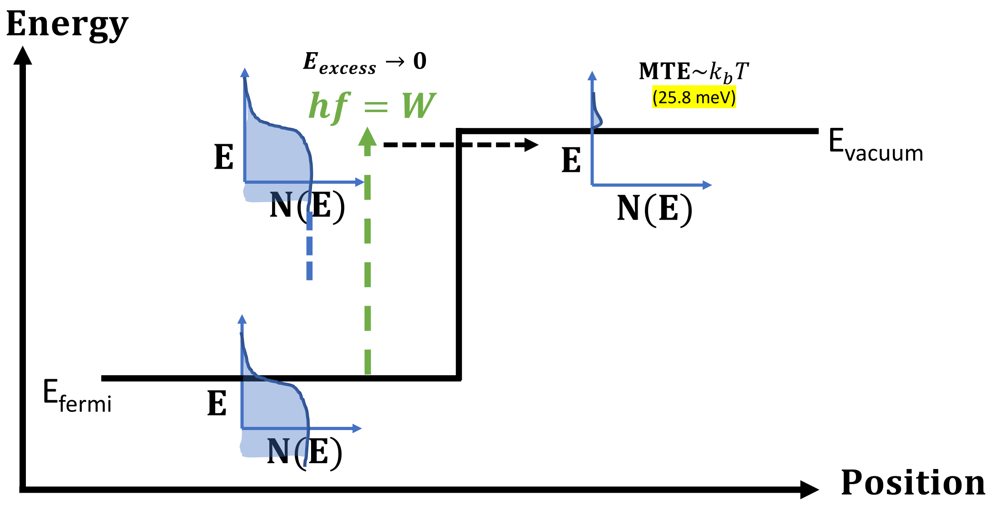 Energy
E_excess → 0
hf = W
MTE~k_bT
(25.8 meV)
E
N(E)
E
N(E)
E_vacuum
E_fermi
E
N(E)
Position